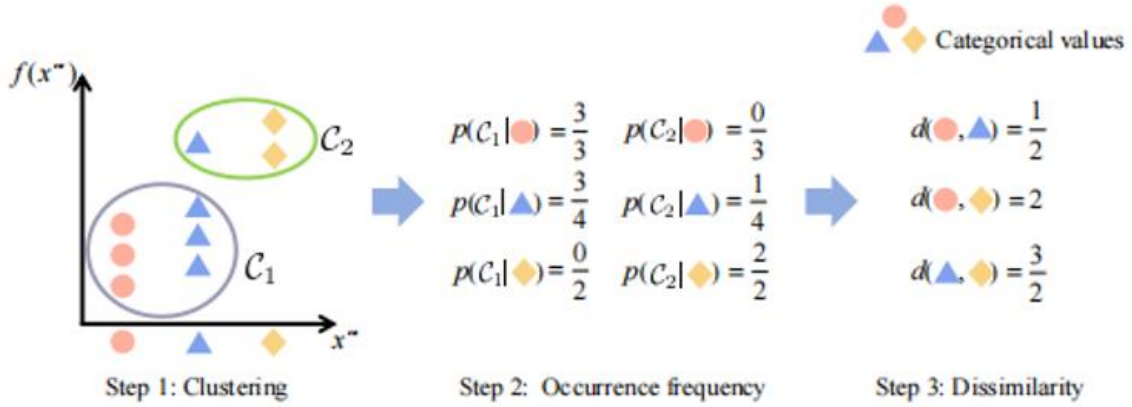 Categorical values
f(x^m)
C₂
C₁
x^m
p(C₁|●) = 3/3 p(C₂|●) = 0/3
p(C₁|▲) = 3/4 p(C₂|▲) = 1/4
p(C₁|◆) = 0/2 p(C₂|◆) = 2/2
d(●,▲) = 1/2
d(●,◆) = 2
d(▲,◆) = 3/2
Step 1: Clustering
Step 2: Occurrence frequency
Step 3: Dissimilarity